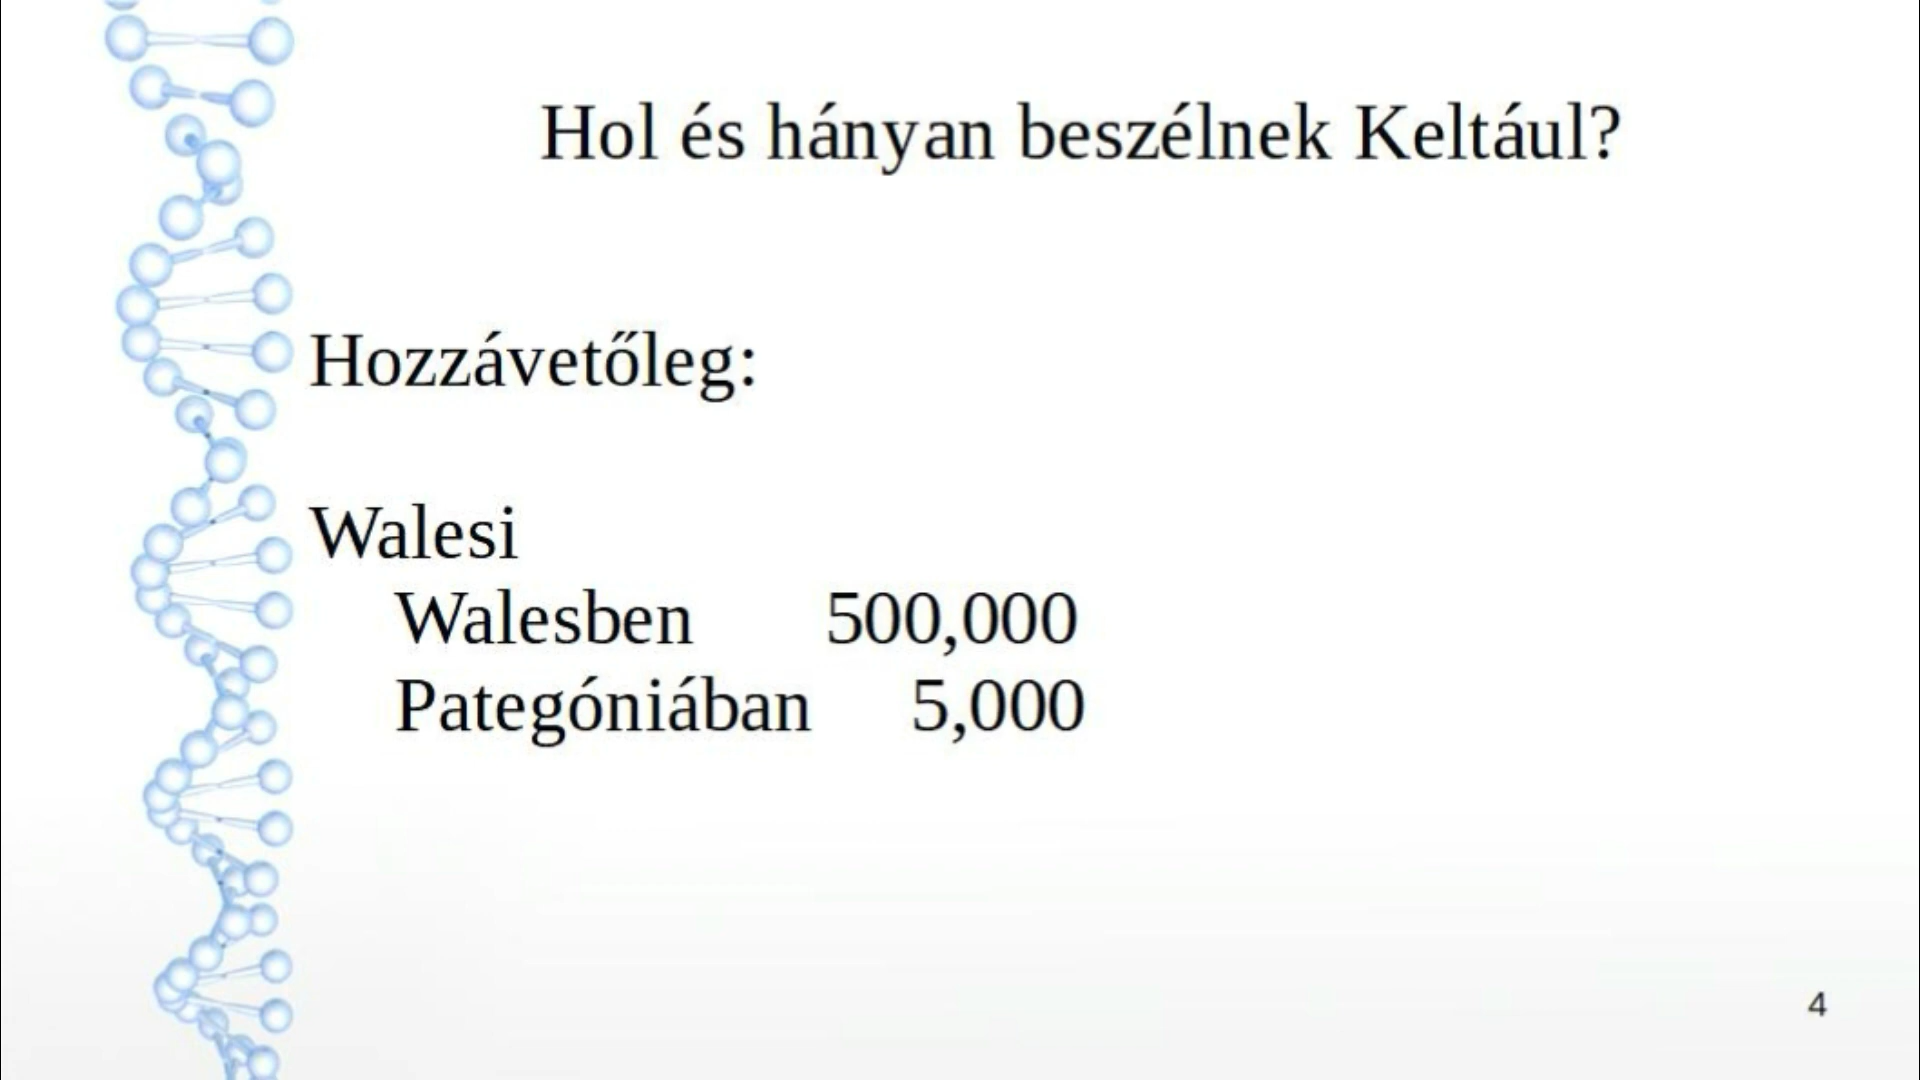 Hol és hányan beszélnek Keltául?
Hozzávetőleg:
Walesi
Walesben 500,000
Pategóniában 5,000
4